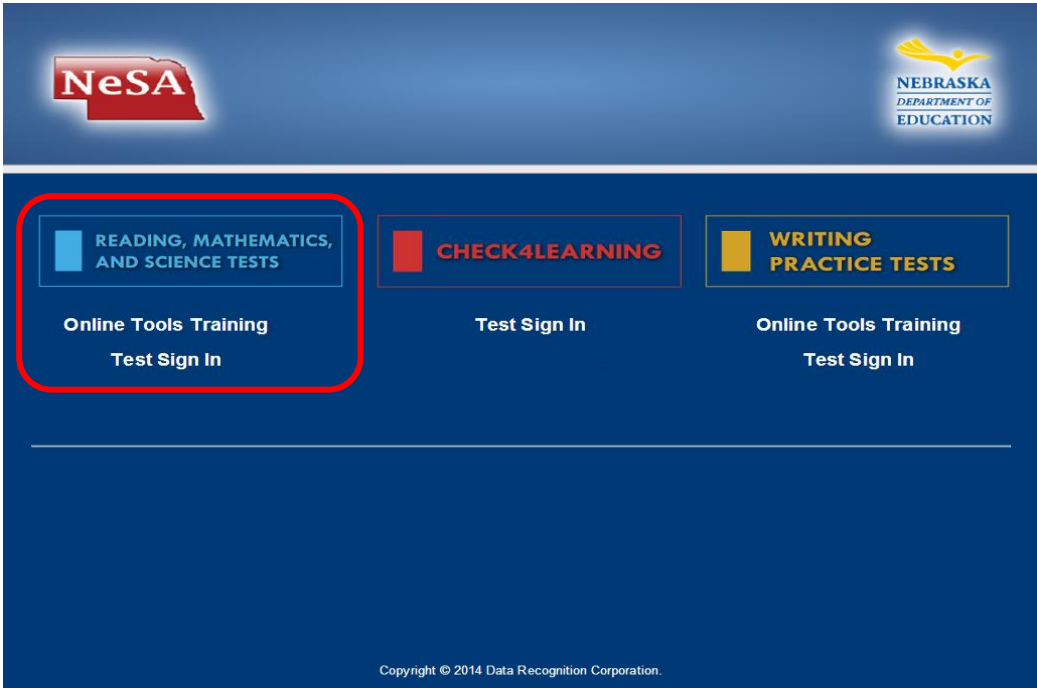 NeSA
NEBRASKA
DEPARTMENT OF
EDUCATION
READING, MATHEMATICS,
AND SCIENCE TESTS
Online Tools Training
Test Sign In
CHECK4LEARNING
Test Sign In
WRITING
PRACTICE TESTS
Online Tools Training
Test Sign In
Copyright © 2014 Data Recognition Corporation.